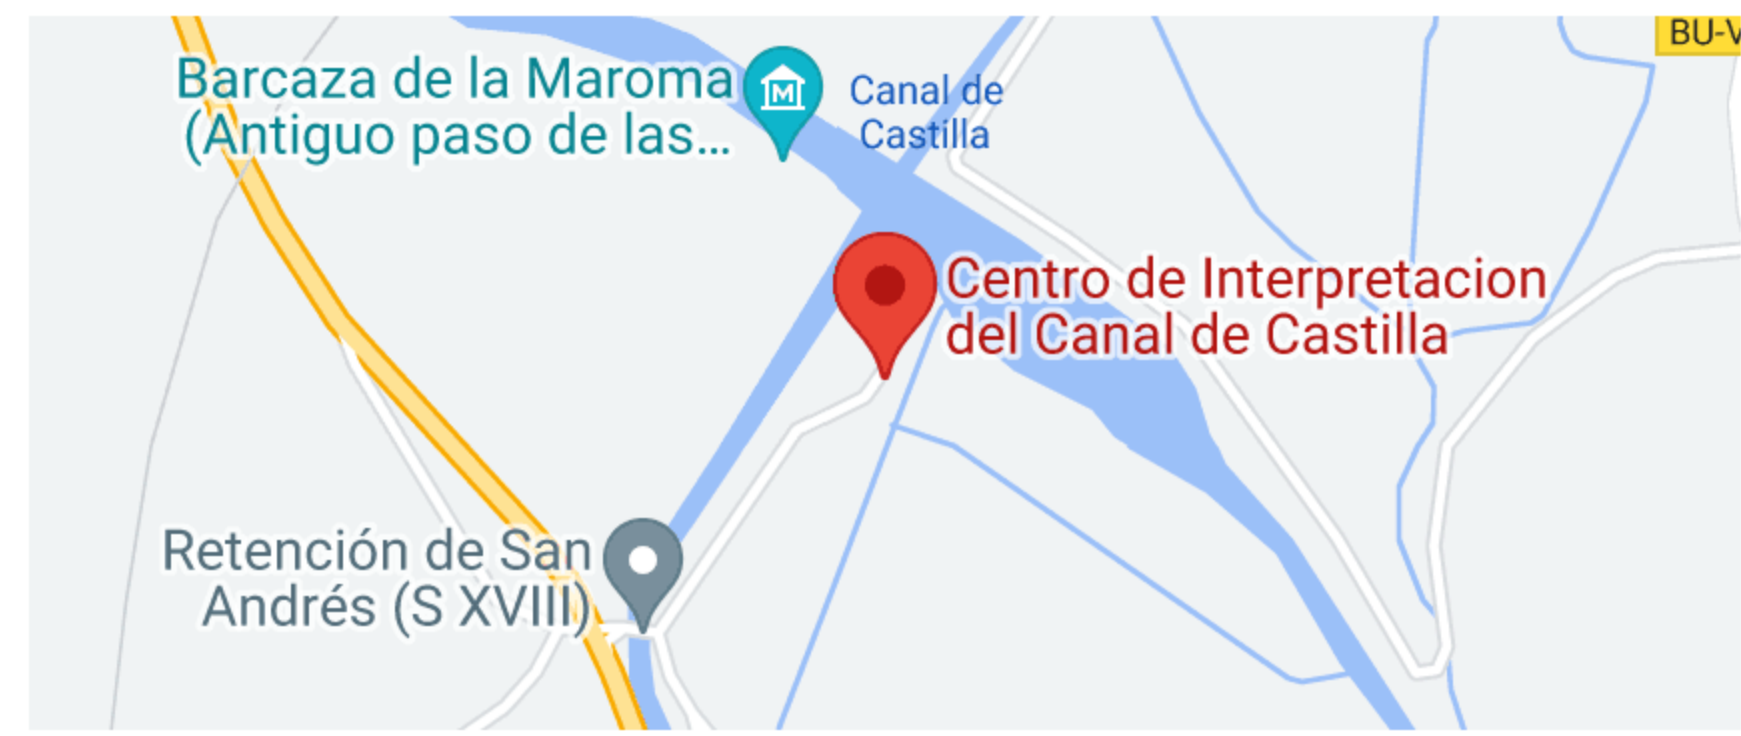 BU-V
Barcaza de la Maroma
(Antiguo paso de las...
M
Canal de
Castilla
Centro de Interpretacion
del Canal de Castilla
Retención de San
Andrés (S XVIII)